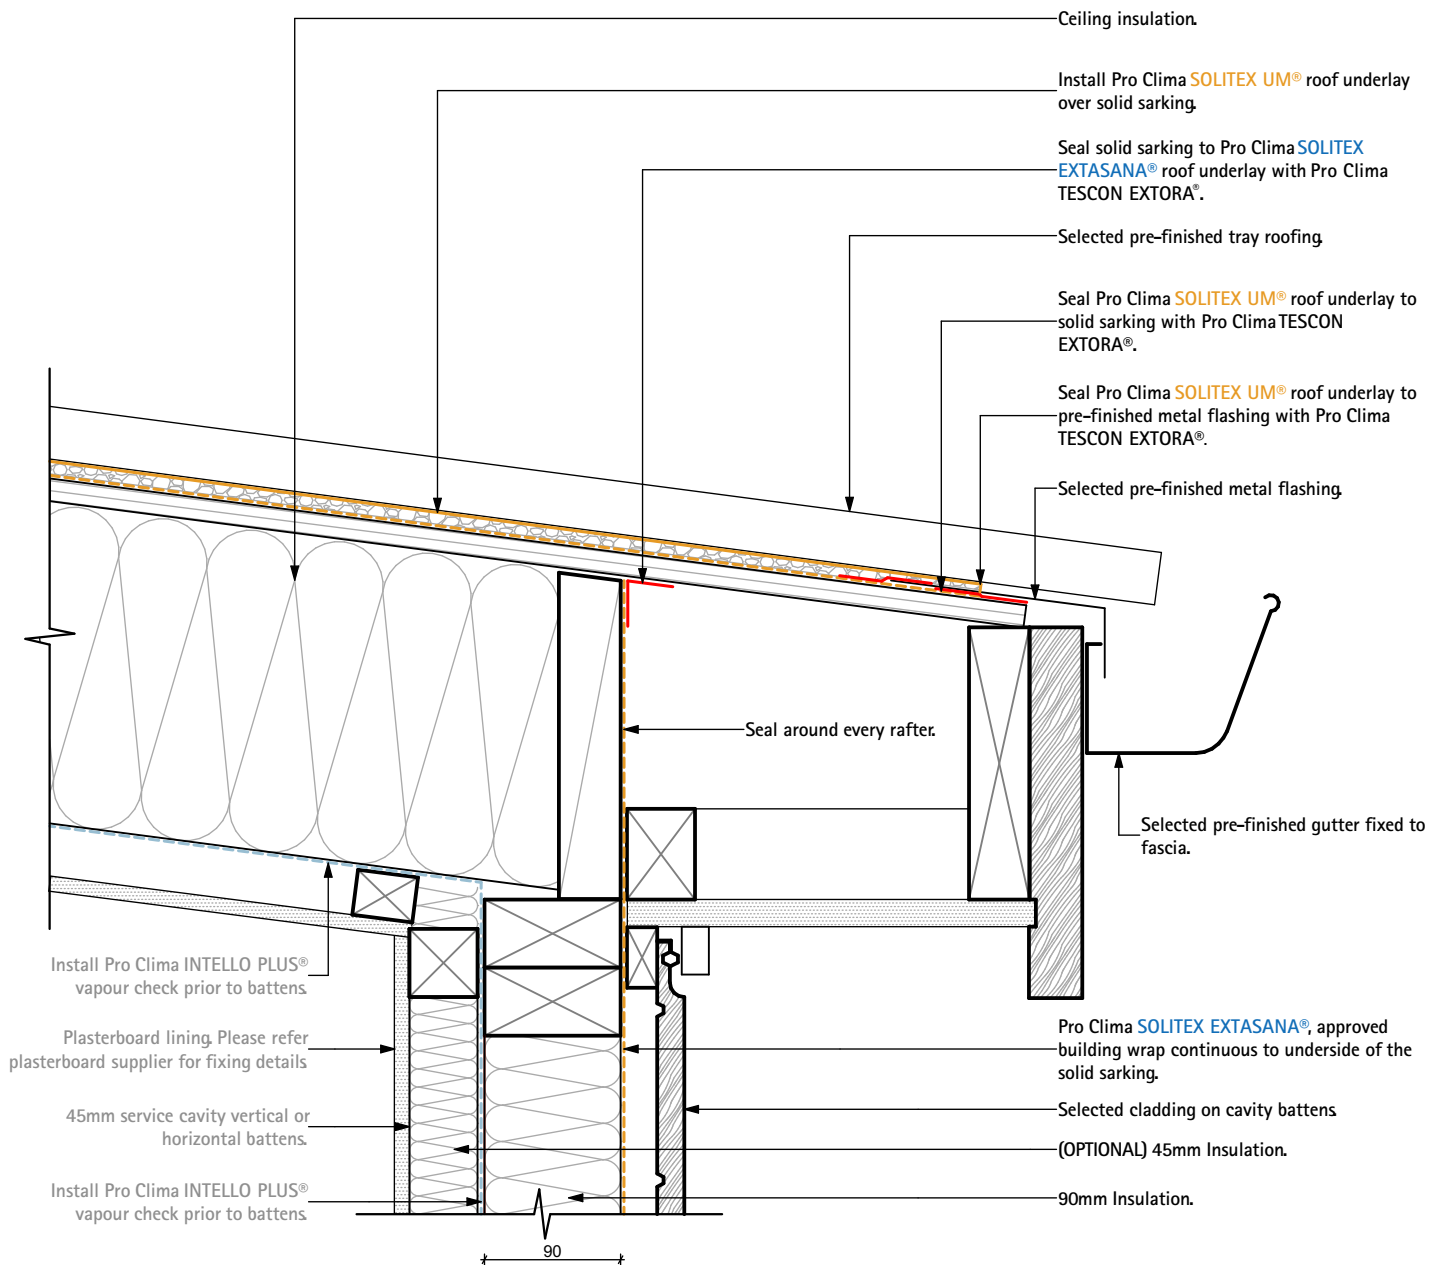 Ceiling insulation.
Install Pro Clima SOLITEX UM® roof underlay
over solid sarking.
Seal solid sarking to Pro Clima SOLITEX
EXTASANA® roof underlay with Pro Clima
TESCON EXTORA®.
Selected pre-finished tray roofing.
Seal Pro Clima SOLITEX UM® roof underlay to
solid sarking with Pro Clima TESCON
EXTORA®.
Seal Pro Clima SOLITEX UM® roof underlay to
pre-finished metal flashing with Pro Clima
TESCON EXTORA®.
Selected pre-finished metal flashing.
Seal around every rafter.
Selected pre-finished gutter fixed to
fascia.
Install Pro Clima INTELLO PLUS®
vapour check prior to battens.
Plasterboard lining. Please refer
plasterboard supplier for fixing details.
45mm service cavity vertical or
horizontal battens.
Install Pro Clima INTELLO PLUS®
vapour check prior to battens.
Pro Clima SOLITEX EXTASANA®, approved
building wrap continuous to underside of the
solid sarking.
Selected cladding on cavity battens.
(OPTIONAL) 45mm Insulation.
90mm Insulation.
90